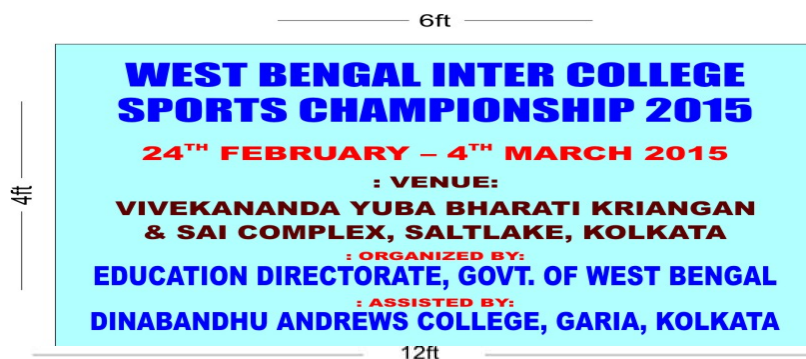 6ft
WEST BENGAL INTER COLLEGE
SPORTS CHAMPIONSHIP 2015
24TH FEBRUARY – 4TH MARCH 2015
: VENUE:
4ft
VIVEKANANDA YUBA BHARATI KRIANGAN
& SAI COMPLEX, SALTLAKE, KOLKATA
: ORGANIZED BY:
EDUCATION DIRECTORATE, GOVT. OF WEST BENGAL
: ASSISTED BY:
DINABANDHU ANDREWS COLLEGE, GARIA, KOLKATA
12ft